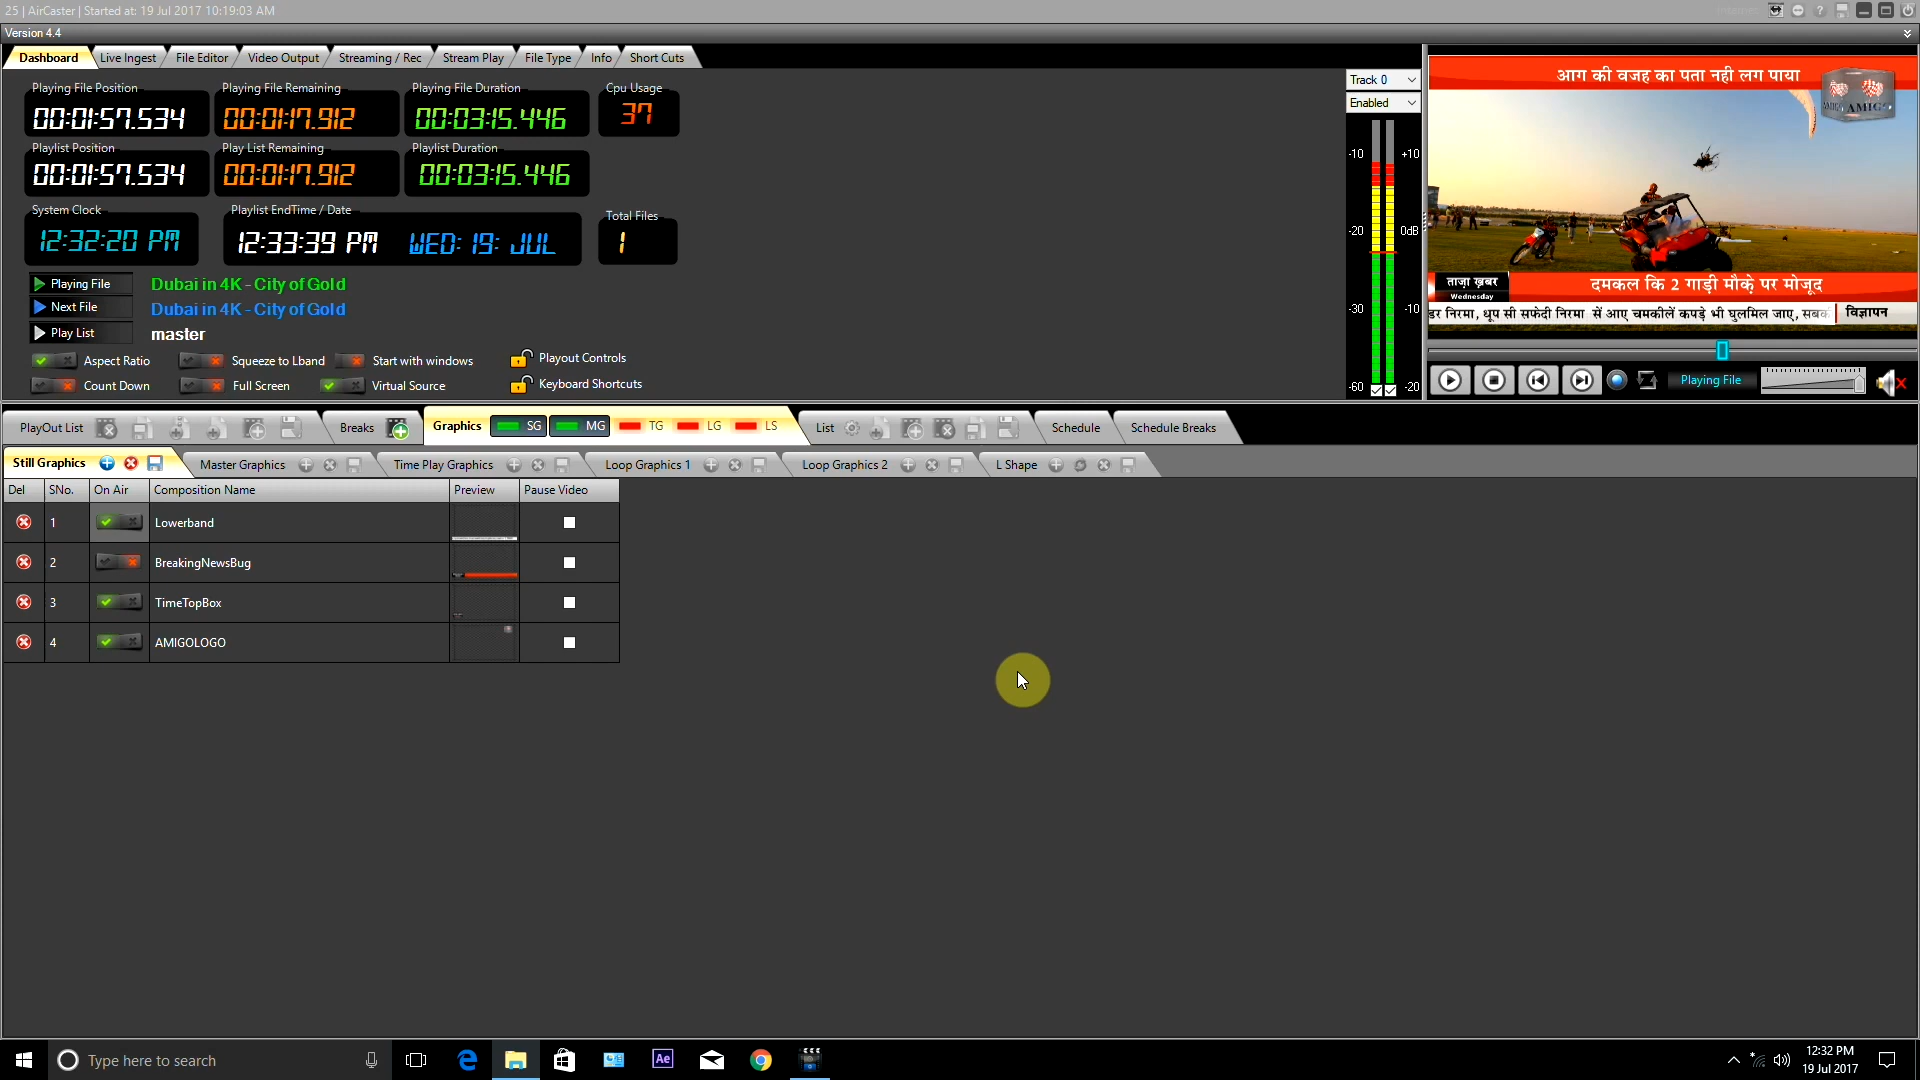 25 | AirCaster | Started at: 19 Jul 2017 10:19:03 AM
Version 4.4
Dashboard Live Ingest File Editor Video Output Streaming / Rec Stream Play File Type Info Short Cuts
Playing File Position Playing File Remaining Playing File Duration Cpu Usage
00:01:57.534 00:01:17.912 00:03:15.446 37
Playlist Position Play List Remaining Playlist Duration
00:01:57.534 00:01:17.912 00:03:15.446
System Clock Playlist EndTime / Date Total Files
12:32:20 PM 12:33:39 PM WED: 19: JUL 1
Playing File Dubai in 4K - City of Gold
Next File Dubai in 4K - City of Gold
Play List master
Aspect Ratio Squeeze to Lband Start with windows Playout Controls
Count Down Full Screen Virtual Source Keyboard Shortcuts
Track 0
Enabled
-10 +10
-20 0dB
-30 -10
-60 -20
आग की वजह का पता नही लग पाया
AMIGO
ताज़ा ख़बर
Wednesday
दमकल कि 2 गाड़ी मौक़े पर मोजूद
डर निरमा, धूप सी सफेदी निरमा से आए चमकीलें कपड़े भी घुलमिल जाए, विज्ञापन
Playing File
PlayOut List Breaks Graphics SG MG TG LG LS List Schedule Schedule Breaks
Still Graphics Master Graphics Time Play Graphics Loop Graphics 1 Loop Graphics 2 L Shape
Del SNo. On Air Composition Name Preview Pause Video
1 Lowerband
2 BreakingNewsBug
3 TimeTopBox
4 AMIGOLOGO
Type here to search
Ae
12:32 PM
19 Jul 2017